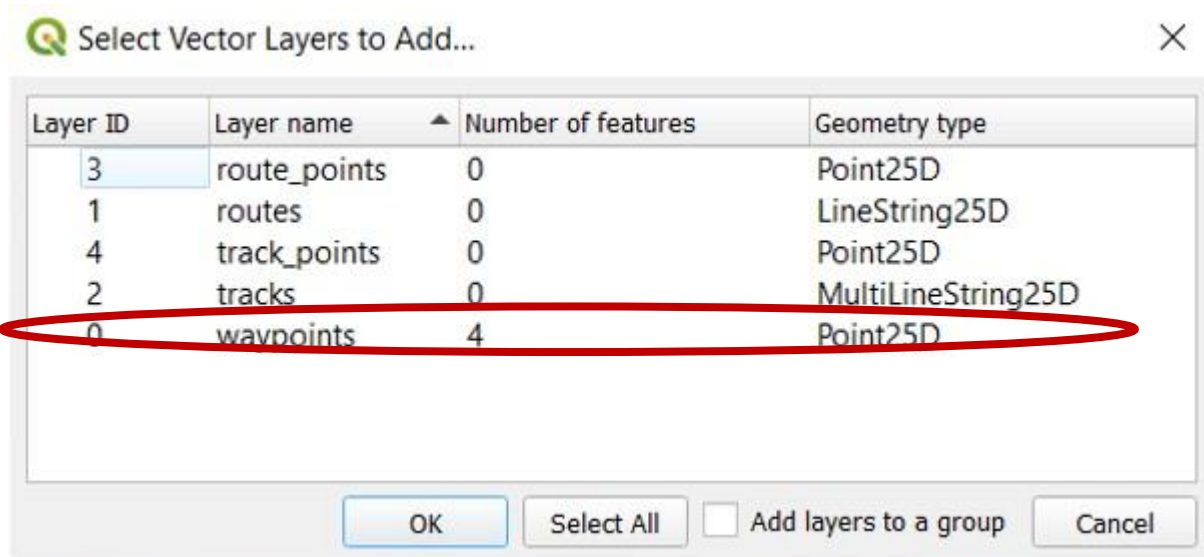 Select Vector Layers to Add...
Layer ID Layer name Number of features Geometry type
3 route_points 0 Point25D
1 routes 0 LineString25D
4 track_points 0 Point25D
2 tracks 0 MultiLineString25D
0 waypoints 4 Point25D
OK Select All Add layers to a group Cancel